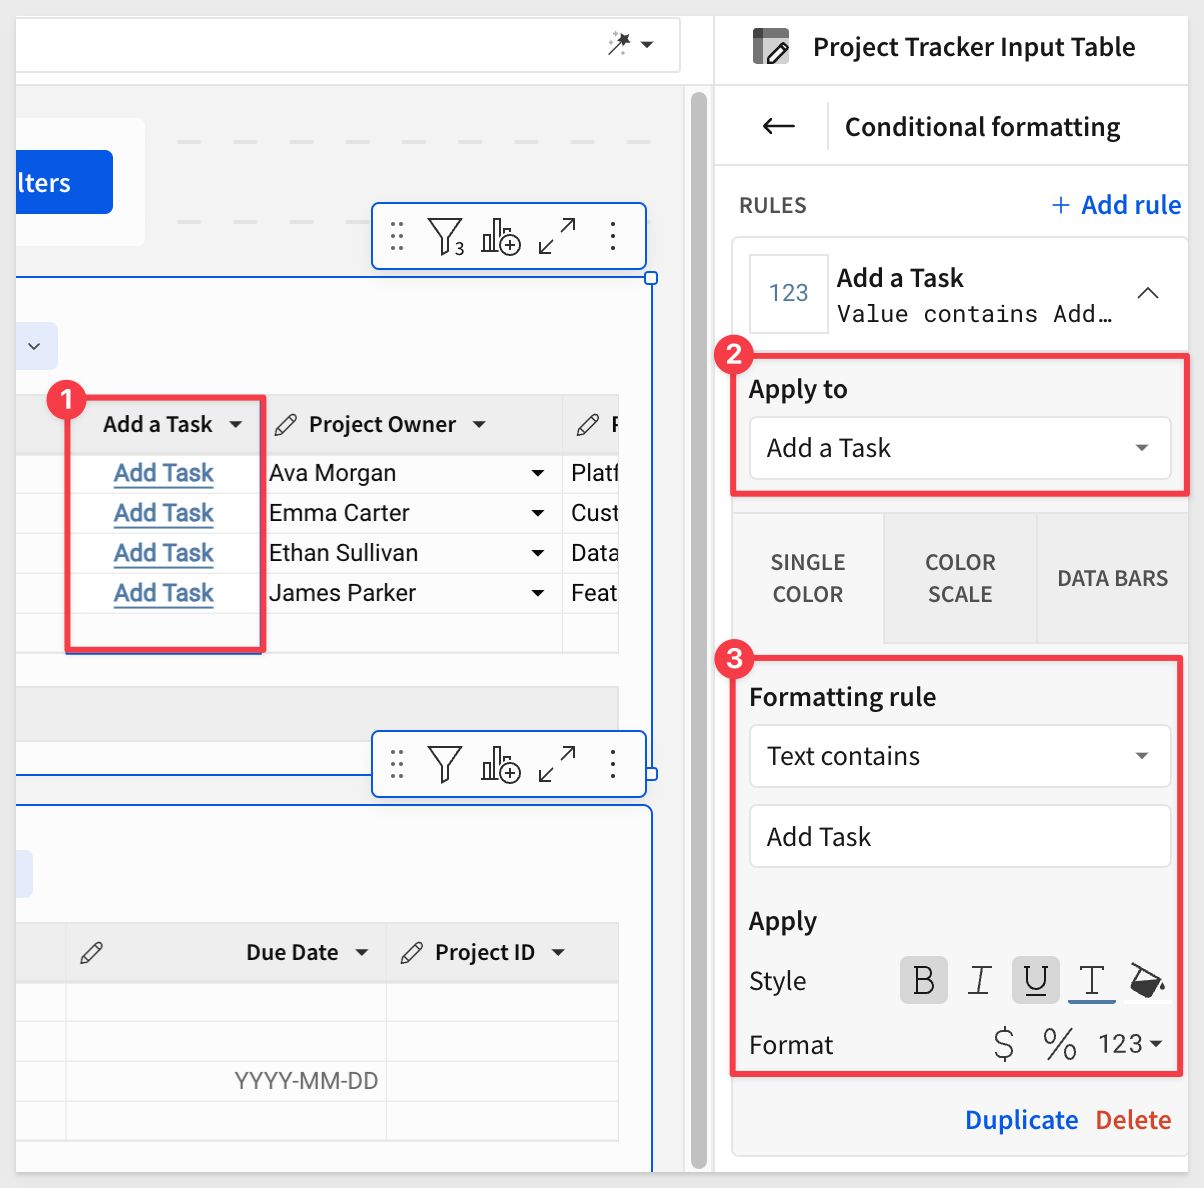 Project Tracker Input Table
Conditional formatting
lters
RULES
+ Add rule
3
123
Add a Task
Value contains Add...
2
Apply to
Add a Task
1
Add a Task
Project Owner
Add Task
Ava Morgan
Platf
Add Task
Emma Carter
Cust
Add Task
Ethan Sullivan
Data
Add Task
James Parker
Feat
SINGLE
COLOR
COLOR
SCALE
DATA BARS
3
Formatting rule
Text contains
Add Task
Apply
Style
B I U T
Format
$ % 123
Due Date
Project ID
YYYY-MM-DD
Duplicate
Delete